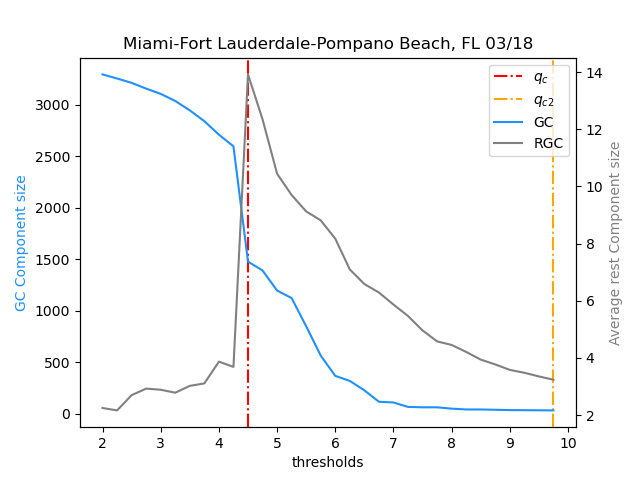 Miami-Fort Lauderdale-Pompano Beach, FL 03/18
GC Component size
3000
2500
2000
1500
1000
500
0
q_c
q_c2
GC
RGC
14
12
10
8
6
4
2
Average rest Component size
2 3 4 5 6 7 8 9 10
thresholds